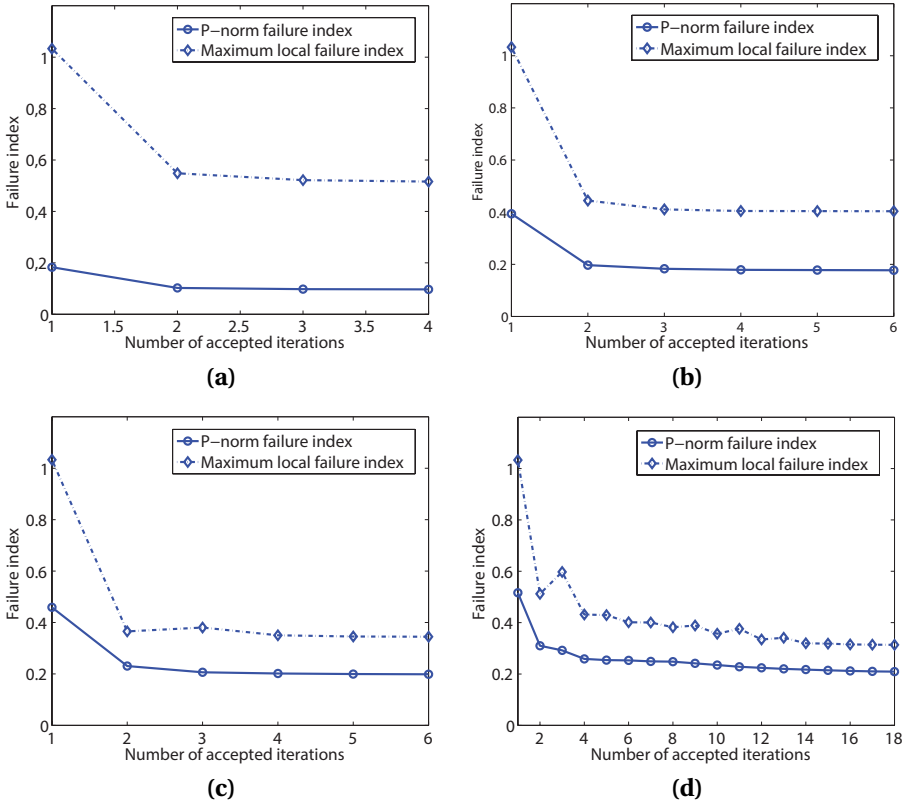 P−norm failure index
Maximum local failure index
Failure index
1
0.8
0,6
0.4
0,2
0
1 1.5 2 2.5 3 3.5 4
Number of accepted iterations
(a)
P−norm failure index
Maximum local failure index
Failure index
1
0.8
0.6
0.4
0.2
0
1 2 3 4 5 6
Number of accepted iterations
(b)
P−norm failure index
Maximum local failure index
Failure index
1
0.8
0.6
0.4
0.2
0
1 2 3 4 5 6
Number of accepted iterations
(c)
P−norm failure index
Maximum local failure index
Failure index
1
0.8
0.6
0.4
0.2
0
2 4 6 8 10 12 14 16 18
Number of accepted iterations
(d)